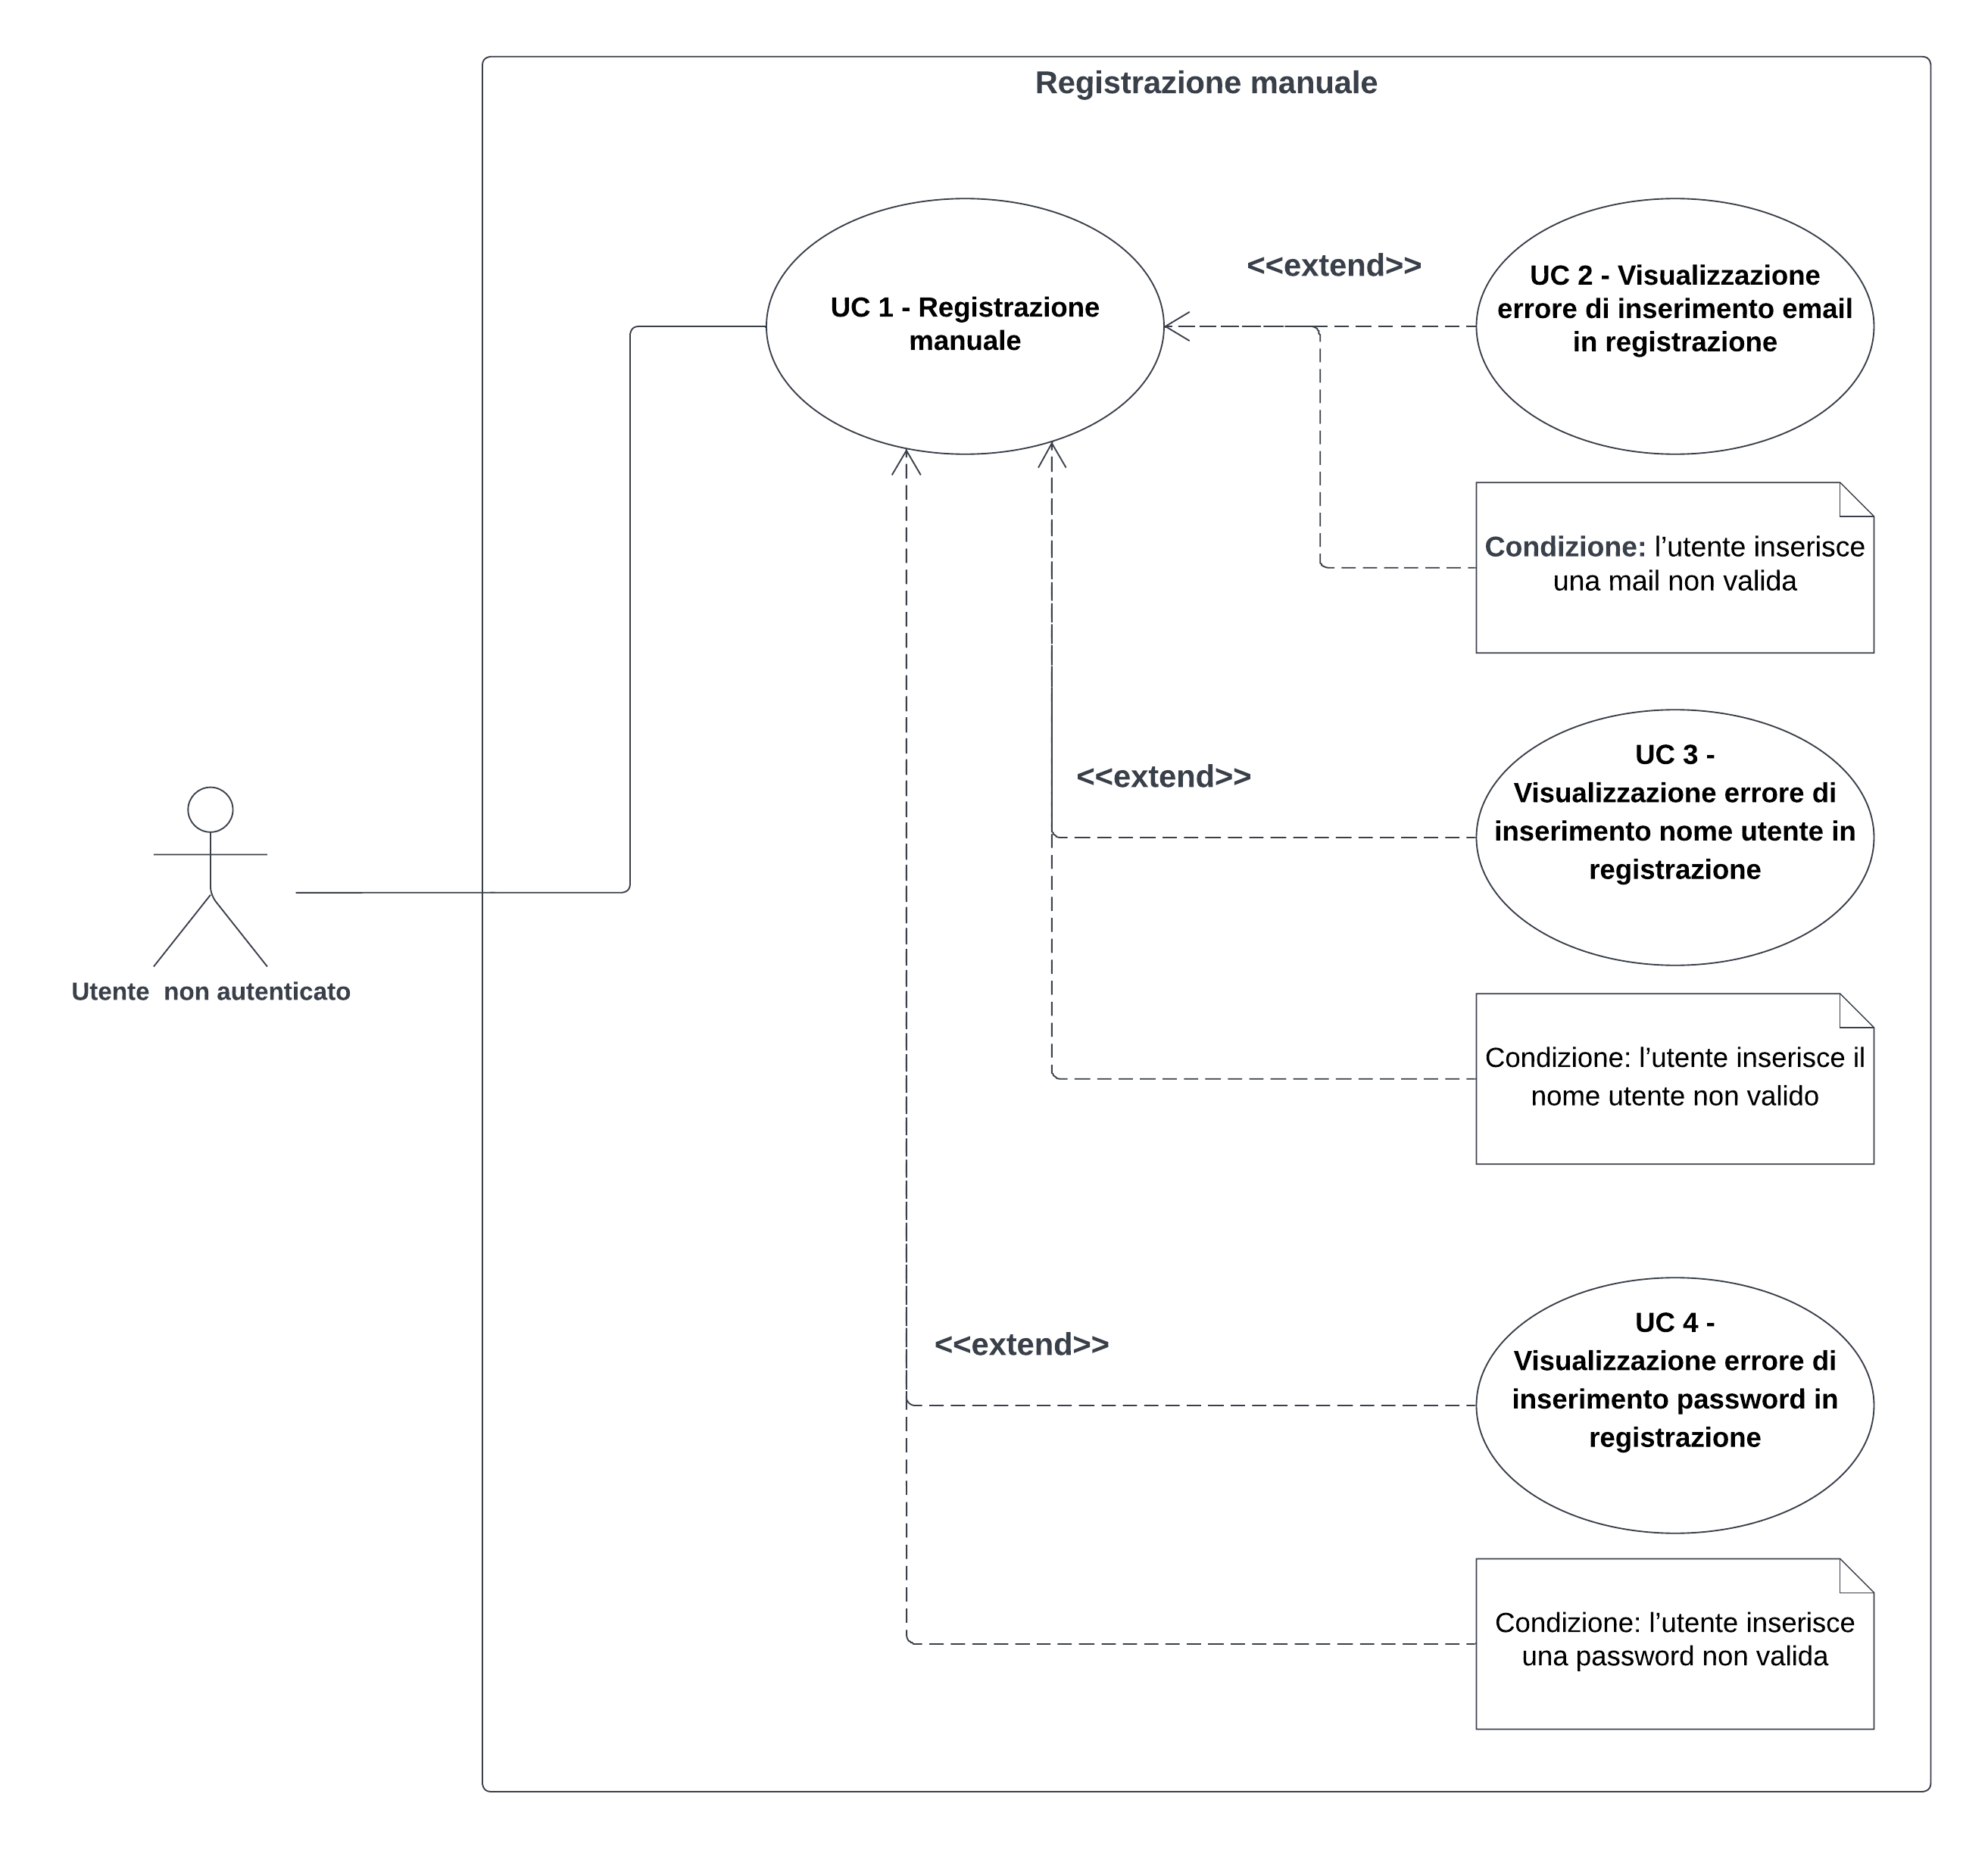 Registrazione manuale
UC 1 - Registrazione
manuale
<<extend>>
UC 2 - Visualizzazione
errore di inserimento email
in registrazione
Condizione: l’utente inserisce
una mail non valida
<<extend>>
UC 3 -
Visualizzazione errore di
inserimento nome utente in
registrazione
Utente  non autenticato
Condizione: l’utente inserisce il
nome utente non valido
<<extend>>
UC 4 -
Visualizzazione errore di
inserimento password in
registrazione
Condizione: l’utente inserisce
una password non valida